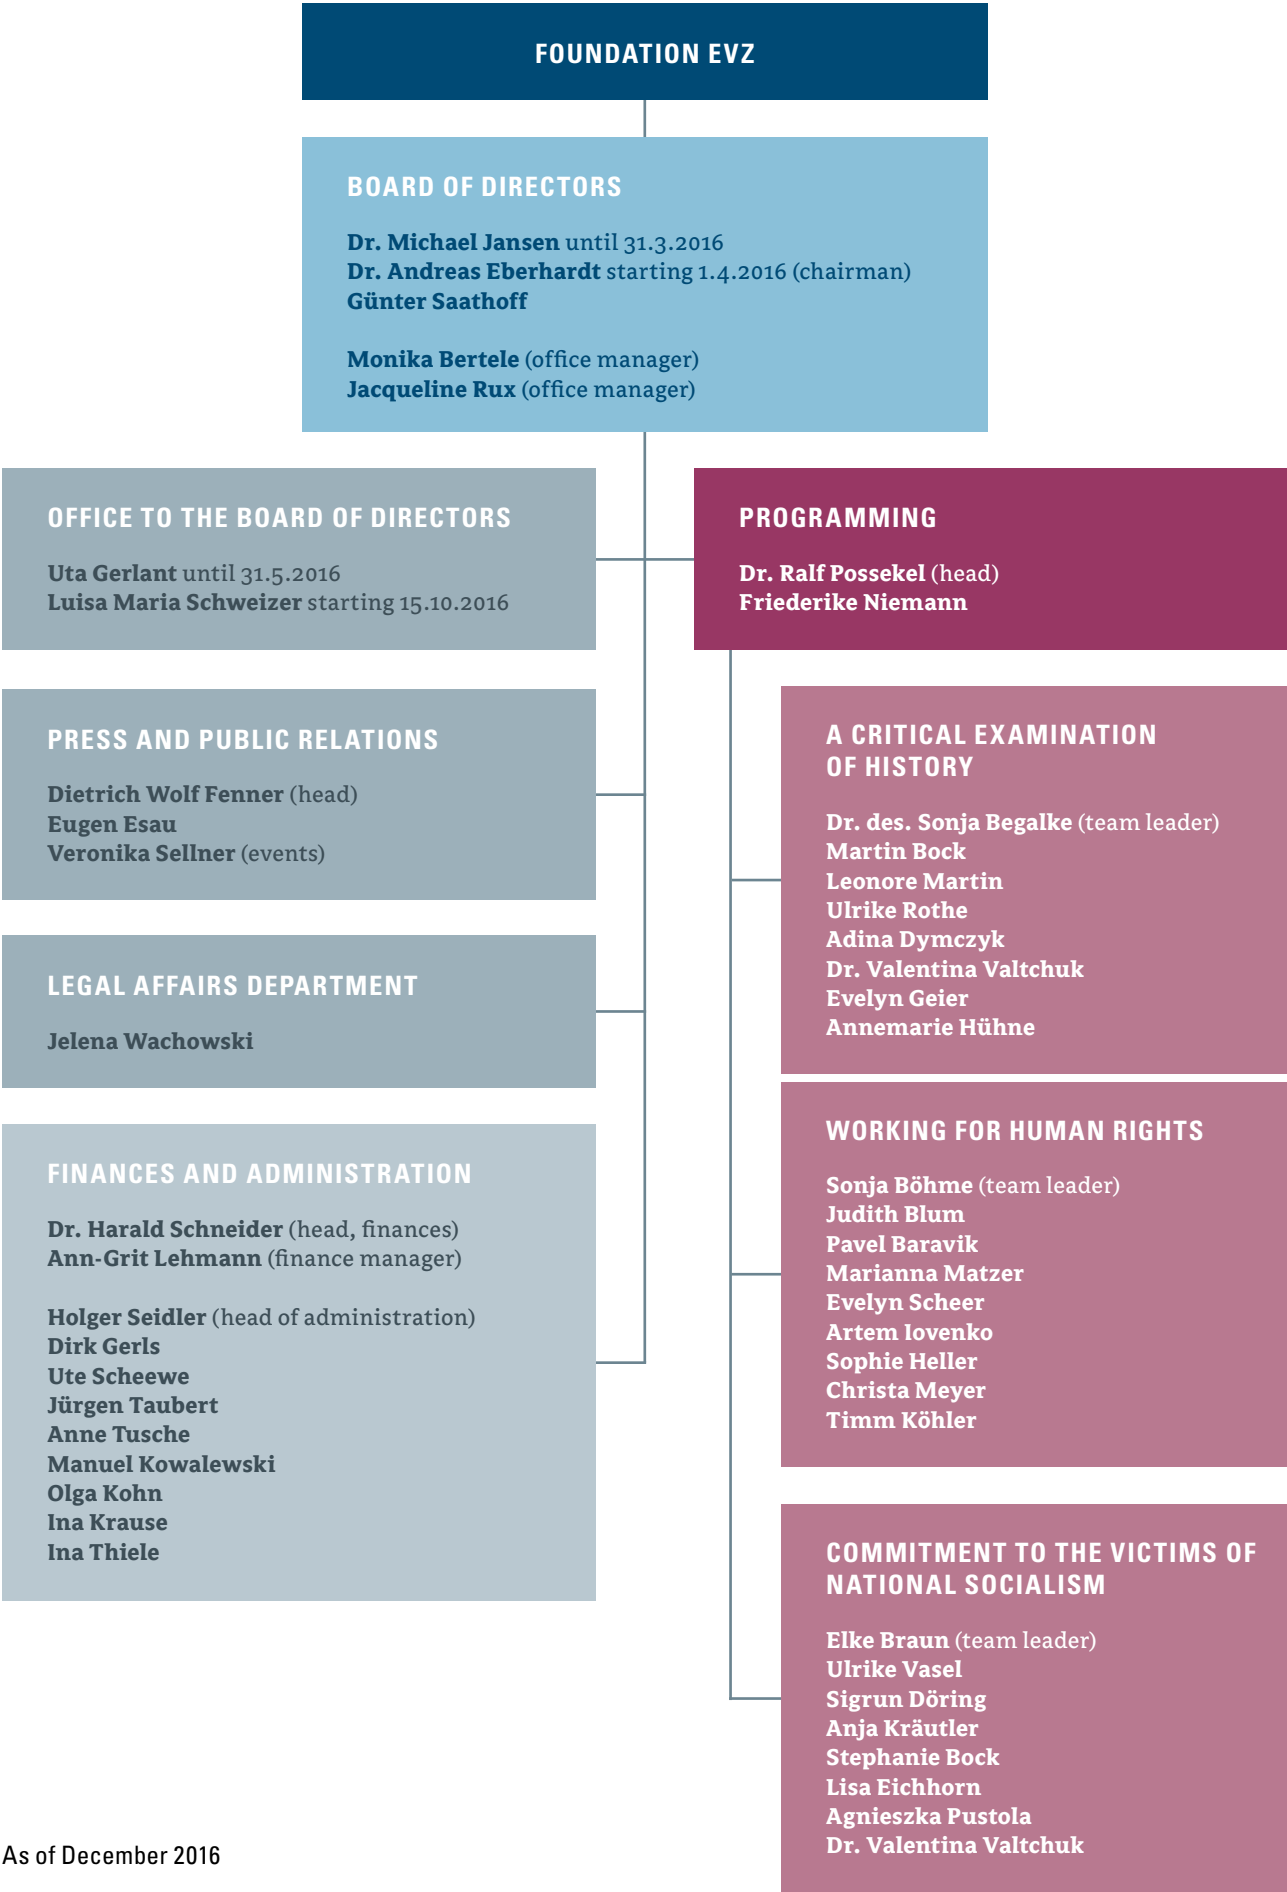 FOUNDATION EVZ
BOARD OF DIRECTORS
Dr. Michael Jansen until 31.3.2016
Dr. Andreas Eberhardt starting 1.4.2016 (chairman)
Günter Saathoff
Monika Bertele (office manager)
Jacqueline Rux (office manager)
OFFICE TO THE BOARD OF DIRECTORS
Uta Gerlant until 31.5.2016
Luisa Maria Schweizer starting 15.10.2016
PRESS AND PUBLIC RELATIONS
Dietrich Wolf Fenner (head)
Eugen Esau
Veronika Sellner (events)
LEGAL AFFAIRS DEPARTMENT
Jelena Wachowski
FINANCES AND ADMINISTRATION
Dr. Harald Schneider (head, finances)
Ann-Grit Lehmann (finance manager)
Holger Seidler (head of administration)
Dirk Gerls
Ute Scheewe
Jürgen Taubert
Anne Tusche
Manuel Kowalewski
Olga Kohn
Ina Krause
Ina Thiele
PROGRAMMING
Dr. Ralf Possekel (head)
Friederike Niemann
A CRITICAL EXAMINATION
OF HISTORY
Dr. des. Sonja Begalke (team leader)
Martin Bock
Leonore Martin
Ulrike Rothe
Adina Dymczyk
Dr. Valentina Valtchuk
Evelyn Geier
Annemarie Hühne
WORKING FOR HUMAN RIGHTS
Sonja Böhme (team leader)
Judith Blum
Pavel Baravik
Marianna Matzer
Evelyn Scheer
Artem Iovenko
Sophie Heller
Christa Meyer
Timm Köhler
COMMITMENT TO THE VICTIMS OF
NATIONAL SOCIALISM
Elke Braun (team leader)
Ulrike Vasel
Sigrun Döring
Anja Kräutler
Stephanie Bock
Lisa Eichhorn
Agnieszka Pustola
Dr. Valentina Valtchuk
As of December 2016